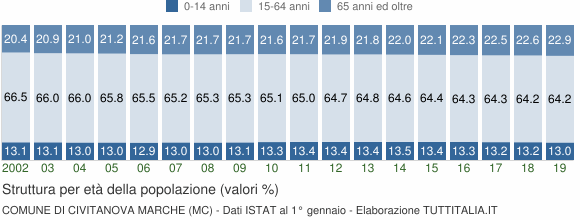 0-14 anni 15-64 anni 65 anni ed oltre
20.4 20.9 21.0 21.2 21.6 21.7 21.7 21.7 21.7 21.7 21.9 21.8 22.0 22.1 22.3 22.5 22.6 22.9
66.5 66.0 66.0 65.8 65.5 65.2 65.3 65.3 65.1 65.0 64.7 64.8 64.6 64.4 64.3 64.3 64.2 64.2
13.1 13.1 13.0 13.0 12.9 13.0 13.0 13.1 13.3 13.4 13.4 13.4 13.5 13.4 13.3 13.2 13.2 13.0
2002 03 04 05 06 07 08 09 10 11 12 13 14 15 16 17 18 19
Struttura per età della popolazione (valori %)
COMUNE DI CIVITANOVA MARCHE (MC) - Dati ISTAT al 1° gennaio - Elaborazione TUTTITALIA.IT